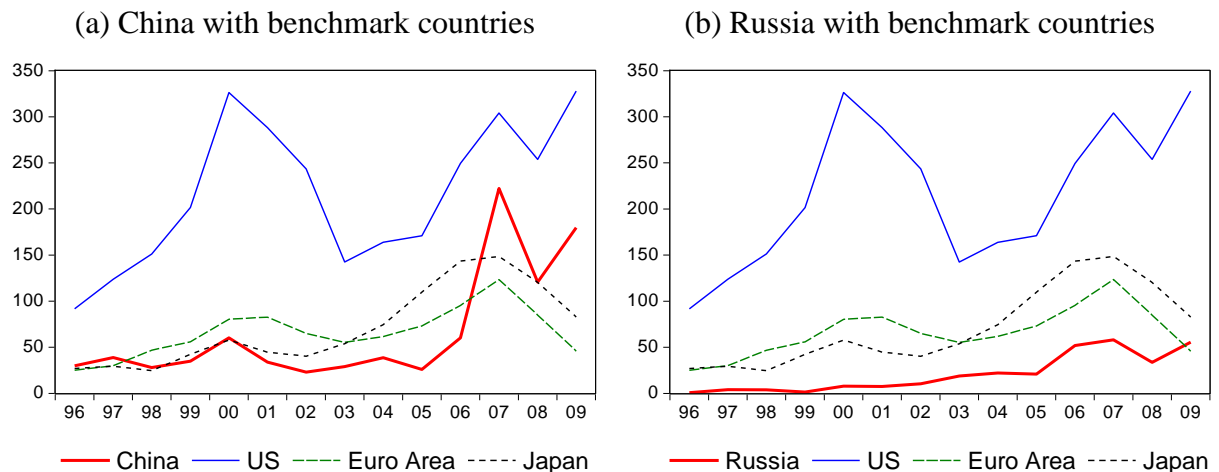 (a) China with benchmark countries
350
300
250
200
150
100
50
0
96 97 98 99 00 01 02 03 04 05 06 07 08 09
China US Euro Area Japan
(b) Russia with benchmark countries
350
300
250
200
150
100
50
0
96 97 98 99 00 01 02 03 04 05 06 07 08 09
Russia US Euro Area Japan